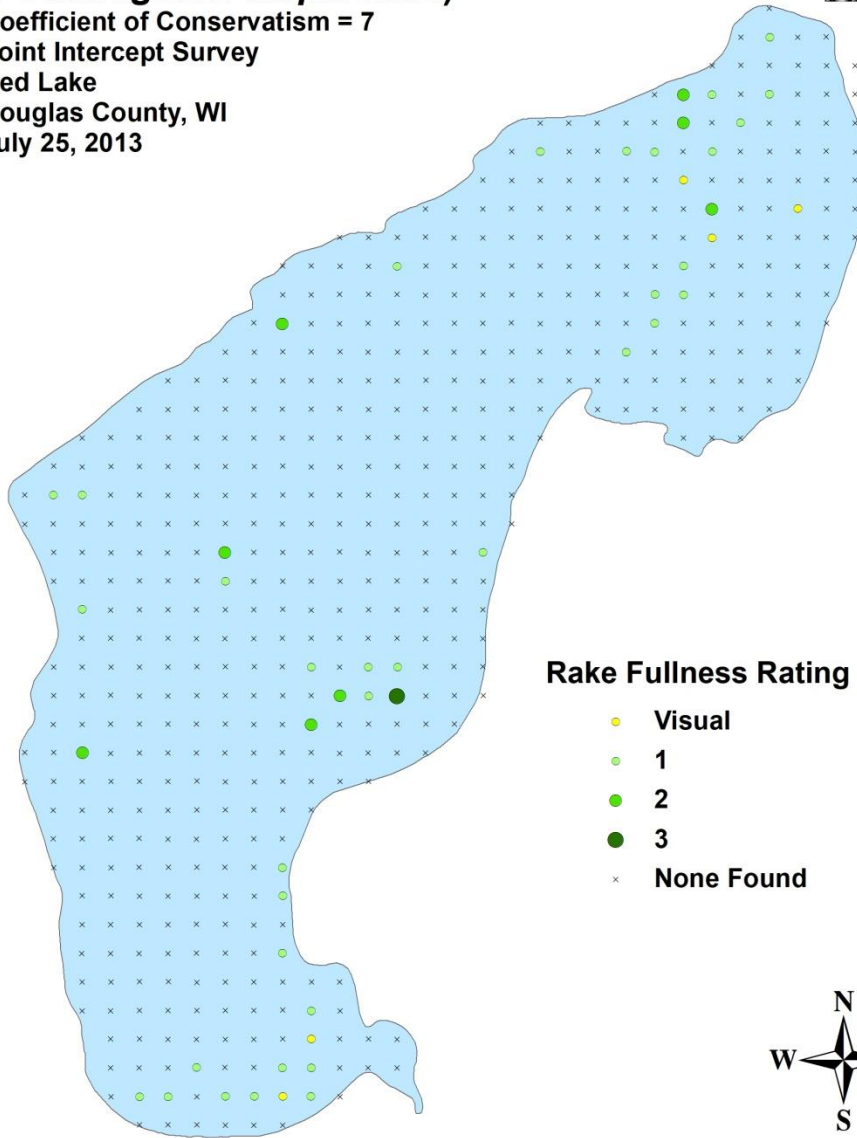 oefficient of Conservatism = 7
oint Intercept Survey
ed Lake
ouglas County, WI
uly 25, 2013
Rake Fullness Rating
Visual
1
2
3
None Found
N
W
S